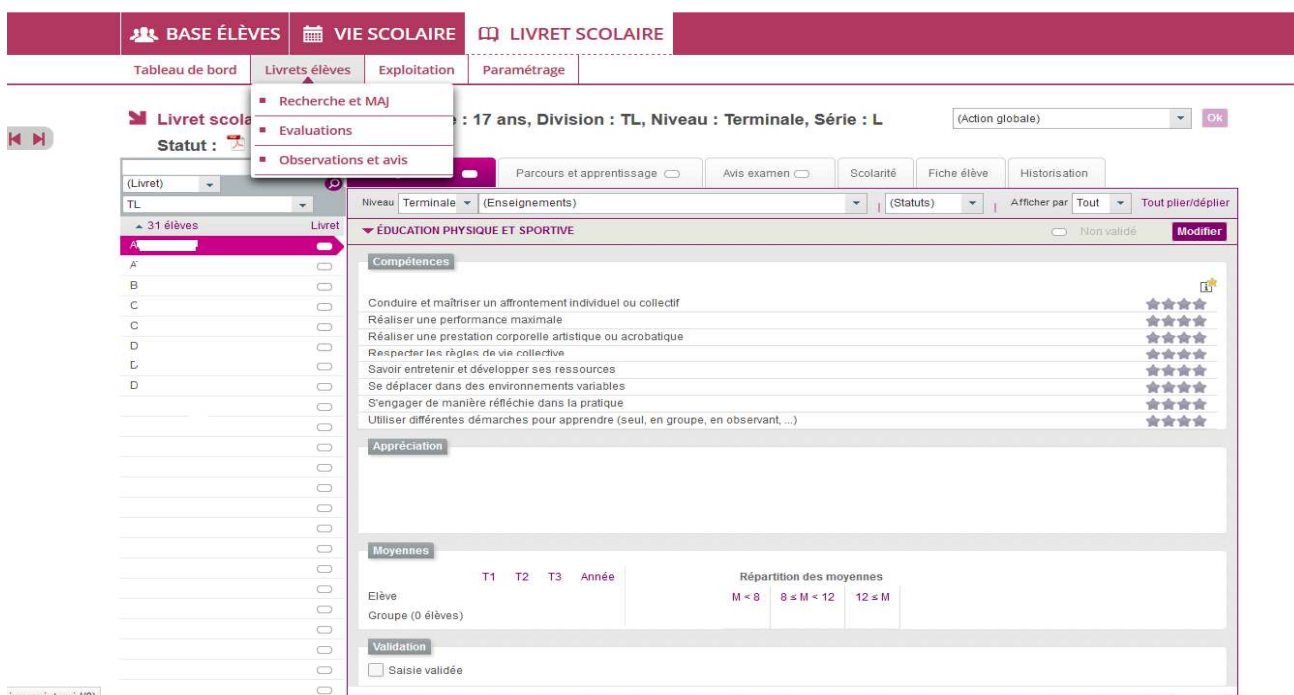 BASE ÉLÈVES VIE SCOLAIRE LIVRET SCOLAIRE
Tableau de bord Livrets élèves Exploitation Paramétrage
Recherche et MAJ
Evaluations
Observations et avis
Livret scola : 17 ans, Division : TL, Niveau : Terminale, Série : L (Action globale) Ok
Statut :
Parcours et apprentissage Avis examen Scolarité Fiche élève Historisation
(Livret)
TL
Niveau Terminale (Enseignements) | (Statuts) | Afficher par Tout Tout plier/déplier
31 élèves Livret
ÉDUCATION PHYSIQUE ET SPORTIVE Non validé Modifier
A
A
B
C
C
D
D
Compétences
Conduire et maîtriser un affrontement individuel ou collectif
Réaliser une performance maximale
Réaliser une prestation corporelle artistique ou acrobatique
Respecter les règles de vie collective
Savoir entretenir et développer ses ressources
Se déplacer dans des environnements variables
S'engager de manière réfléchie dans la pratique
Utiliser différentes démarches pour apprendre (seul, en groupe, en observant, ...)
Appréciation
Moyennes
T1 T2 T3 Année Répartition des moyennes
Elève M < 8 8 ≤ M < 12 12 ≤ M
Groupe (0 élèves)
Validation
Saisie validée